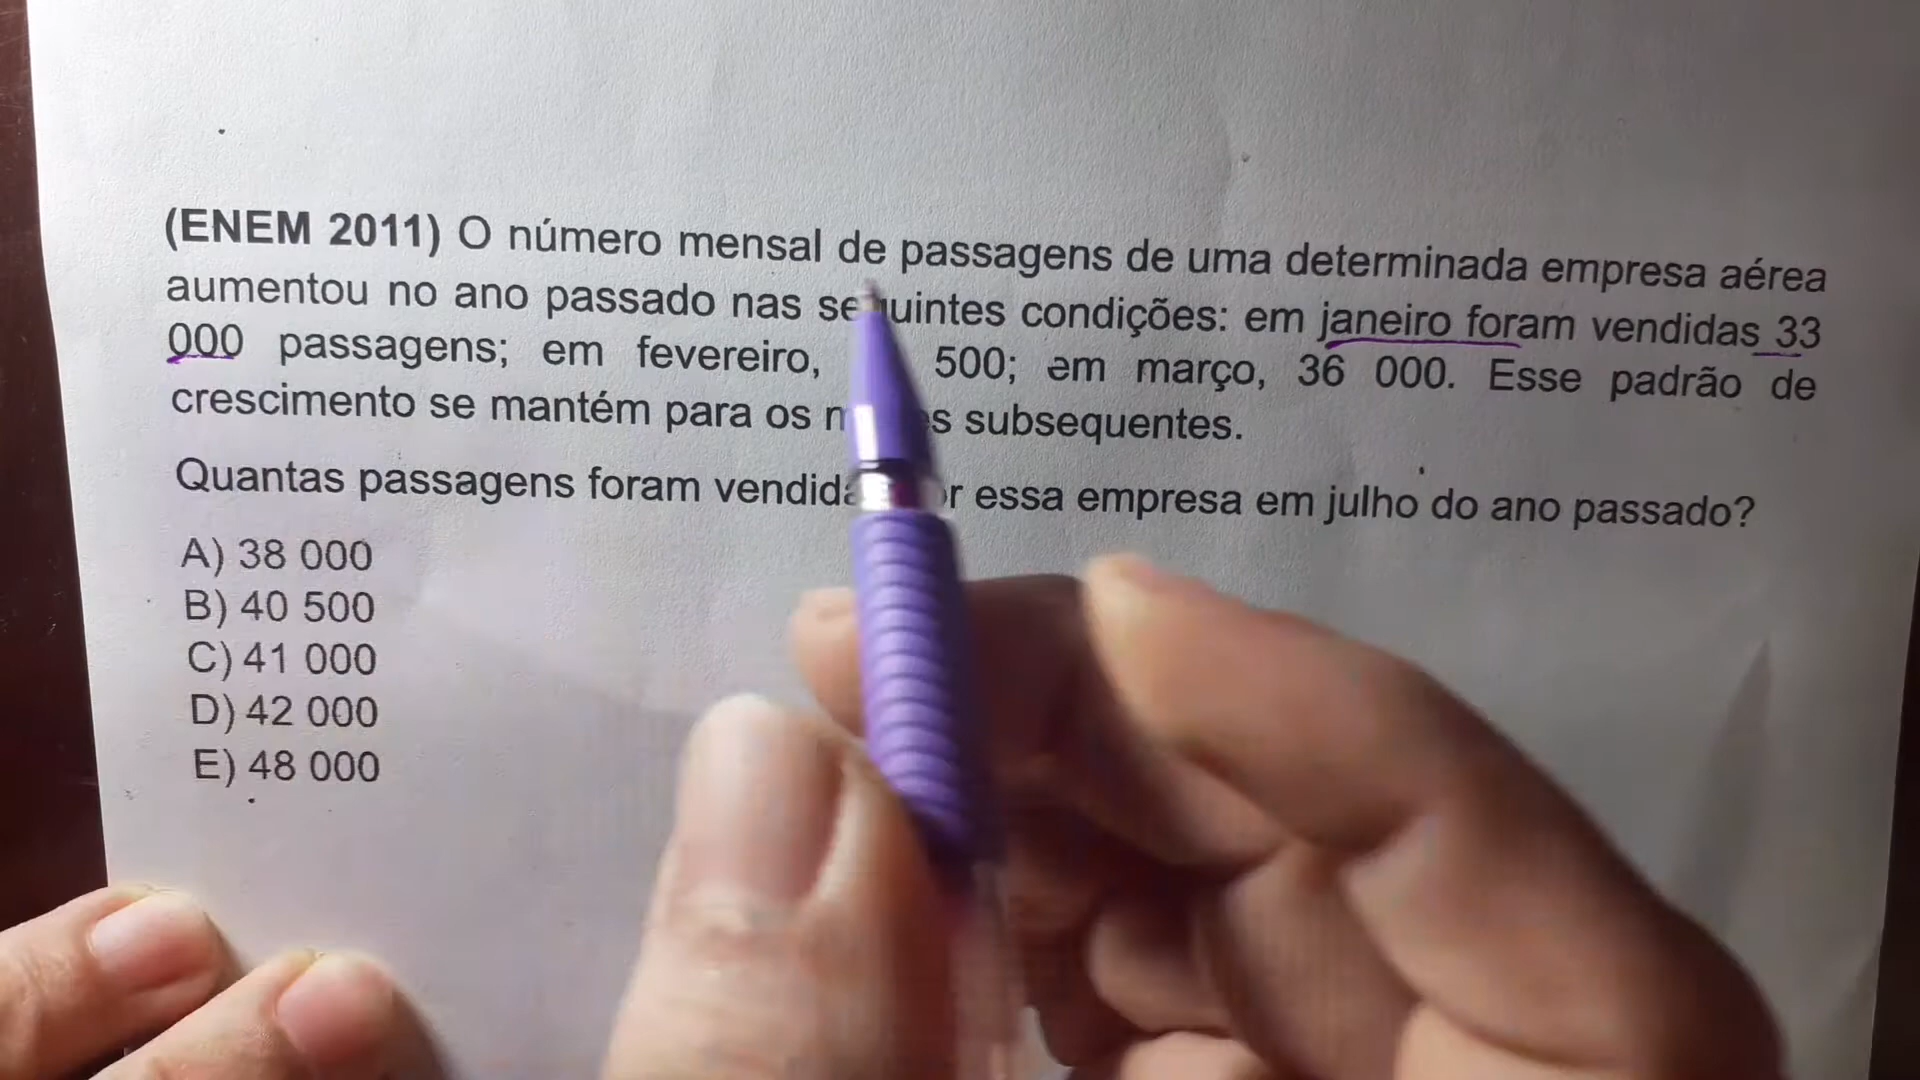 (ENEM 2011) O número mensal de passagens de uma determinada empresa aérea
aumentou no ano passado nas seguintes condições: em janeiro foram vendidas 33
000 passagens; em fevereiro, 500; em março, 36 000. Esse padrão de
crescimento se mantém para os subsequentes.
Quantas passagens foram vendidas essa empresa em julho do ano passado?
A) 38 000
B) 40 500
C) 41 000
D) 42 000
E) 48 000